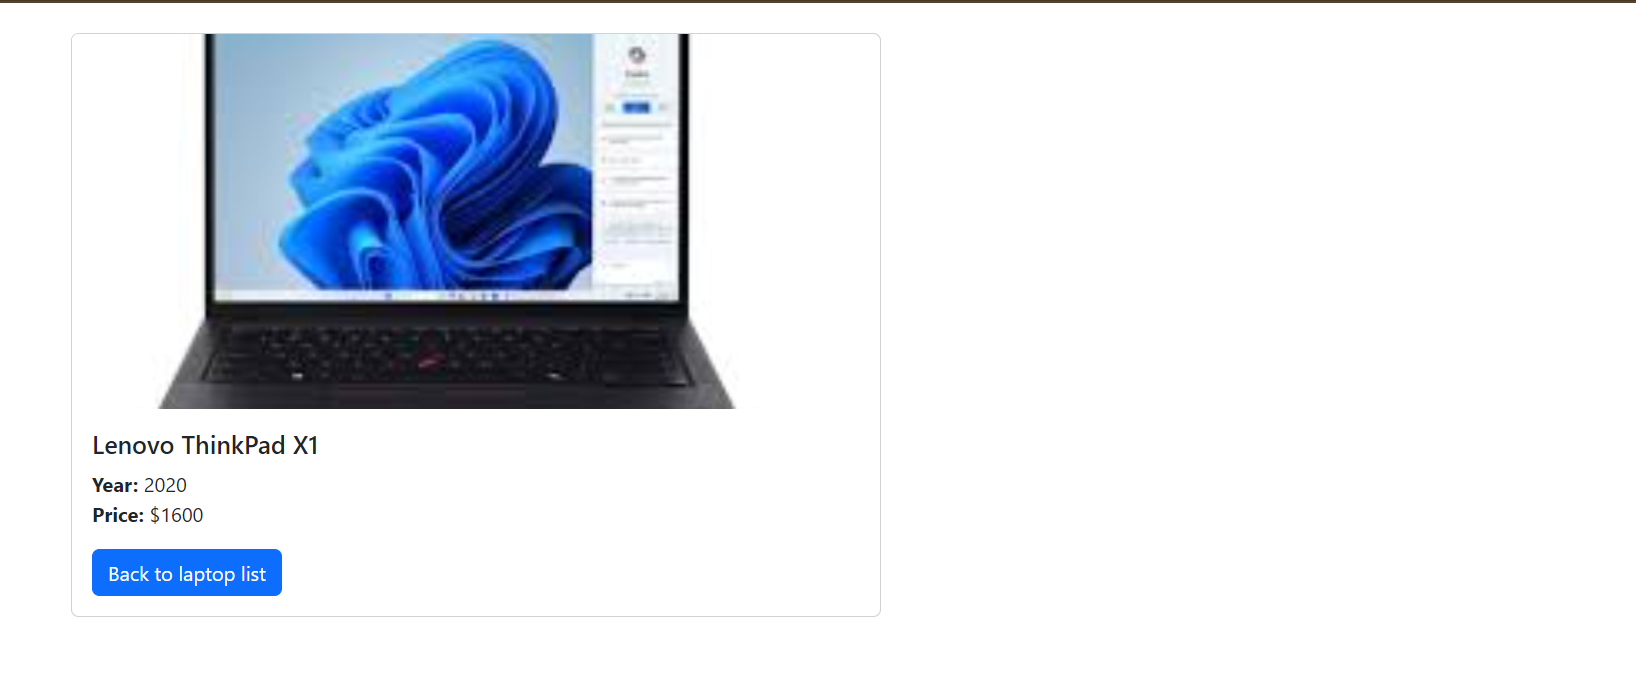 Lenovo ThinkPad X1
Year: 2020
Price: $1600
Back to laptop list